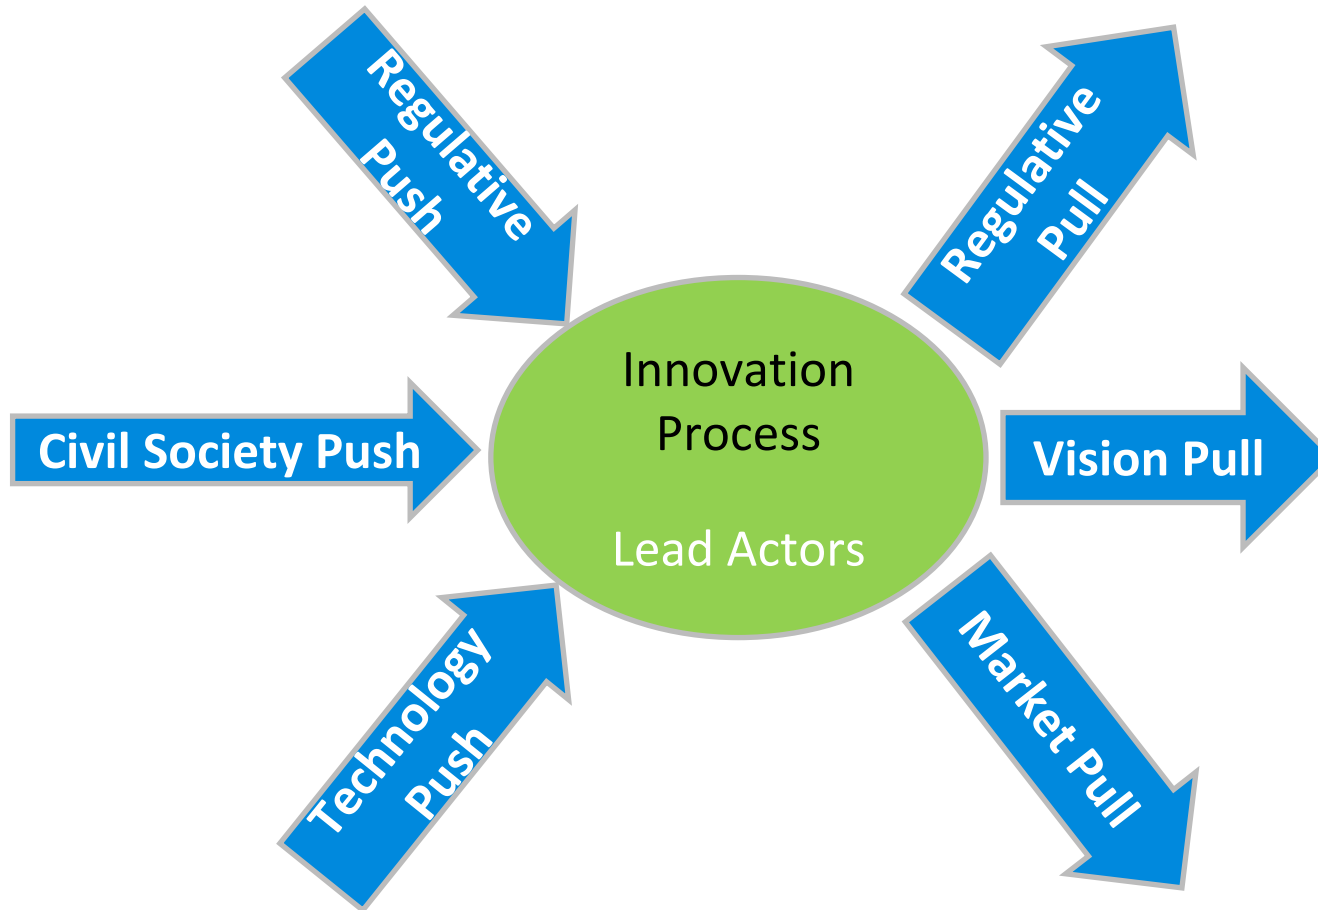 Regulative
Push
Regulative
Pull
Innovation
Process
Lead Actors
Civil Society Push
Vision Pull
Technology
Push
Market Pull